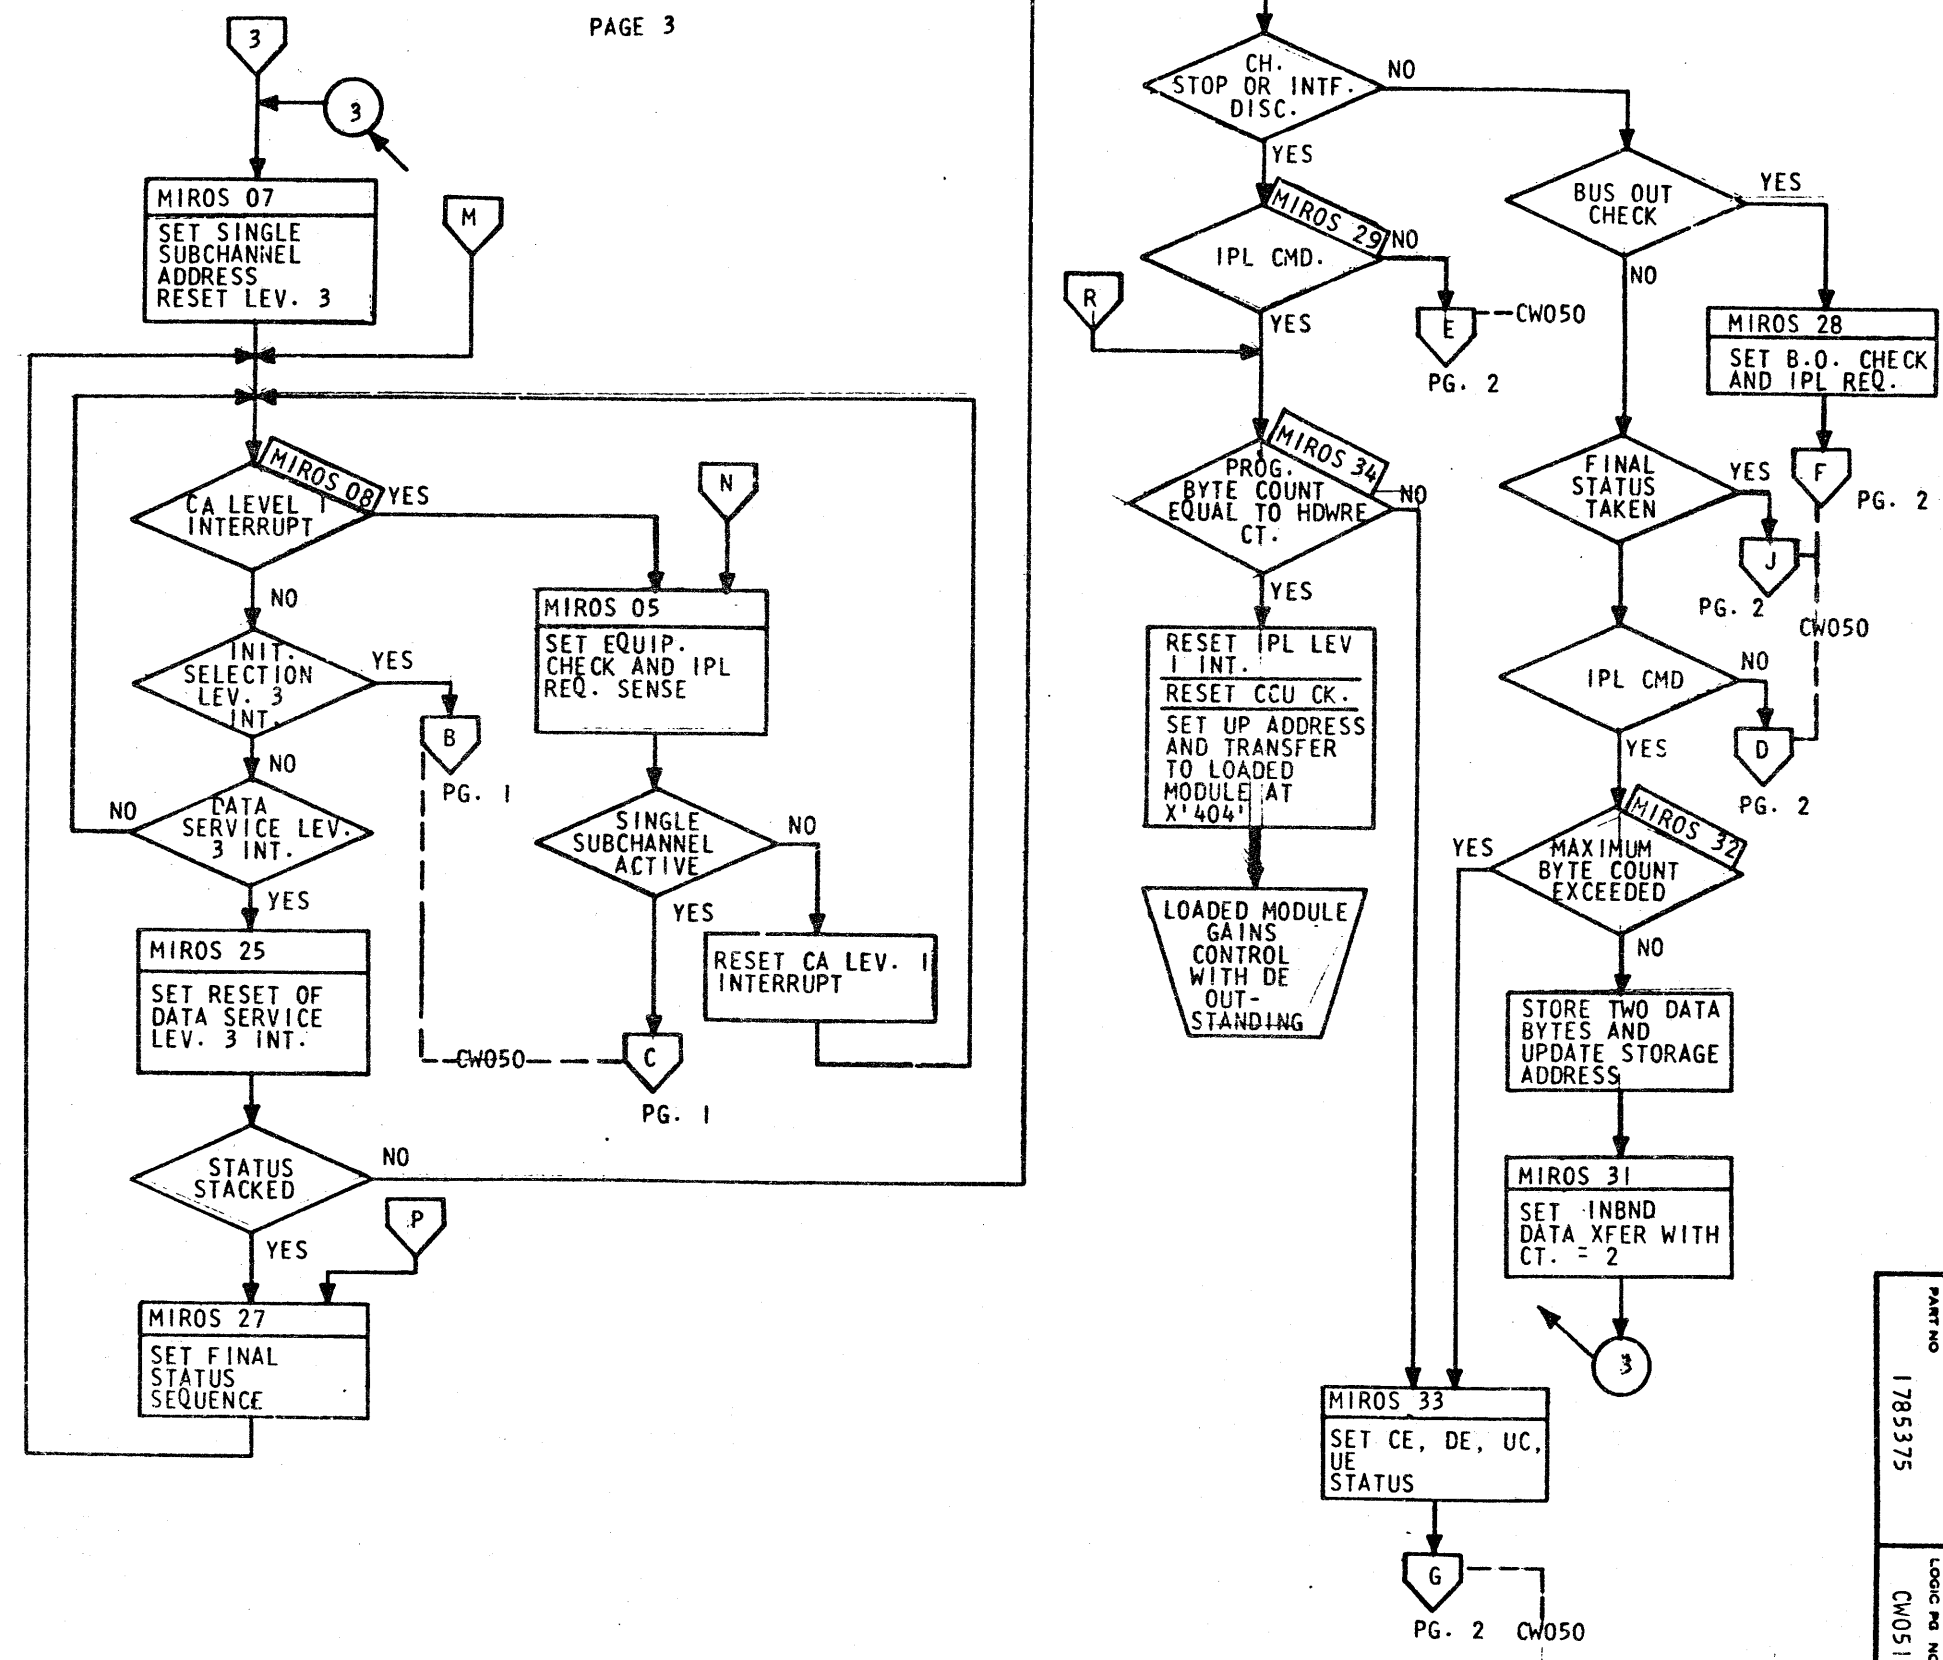 PAGE 3
3
3
MIROS 07
SET SINGLE
SUBCHANNEL
ADDRESS
RESET LEV. 3
M
MIROS 08
CA LEVEL 1
INTERRUPT
YES
NO
N
INIT.
SELECTION
LEV. 3
INT.
YES
NO
B
PG. 1
MIROS 05
SET EQUIP.
CHECK AND IPL
REQ. SENSE
DATA
SERVICE LEV.
3 INT.
NO
YES
SINGLE
SUBCHANNEL
ACTIVE
NO
YES
MIROS 25
SET RESET OF
DATA SERVICE
LEV. 3 INT.
RESET CA LEV. 1
INTERRUPT
CW050
C
PG. 1
STATUS
STACKED
NO
YES
P
MIROS 27
SET FINAL
STATUS
SEQUENCE
CH.
STOP OR INTF.
DISC.
NO
YES
MIROS 29
IPL CMD.
NO
YES
E
CW050
PG. 2
R
MIROS 34
PROG.
BYTE COUNT
EQUAL TO HDWRE
CT.
NO
YES
RESET IPL LEV
1 INT.
RESET CCU CK.
SET UP ADDRESS
AND TRANSFER
TO LOADED
MODULE AT
X'404'
LOADED MODULE
GAINS
CONTROL
WITH DE
OUT-
STANDING
BUS OUT
CHECK
YES
NO
MIROS 28
SET B.O. CHECK
AND IPL REQ.
F
PG. 2
FINAL
STATUS
TAKEN
YES
J
PG. 2
CW050
IPL CMD
NO
YES
D
PG. 2
MIROS 32
MAXIMUM
BYTE COUNT
EXCEEDED
YES
NO
STORE TWO DATA
BYTES AND
UPDATE STORAGE
ADDRESS
MIROS 31
SET INBND
DATA XFER WITH
CT. = 2
3
MIROS 33
SET CE, DE, UC,
UE
STATUS
G
PG. 2
CW050
PART NO
1785375
LOGIC PG NO
CW051